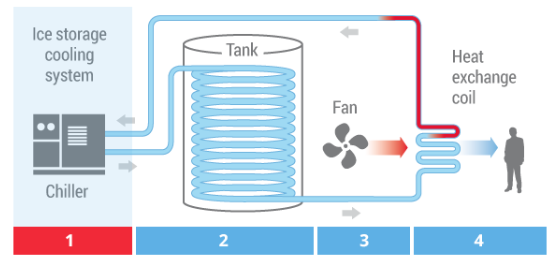 Ice storage
cooling
system
Chiller
Tank
Fan
Heat
exchange
coil
1
2
3
4